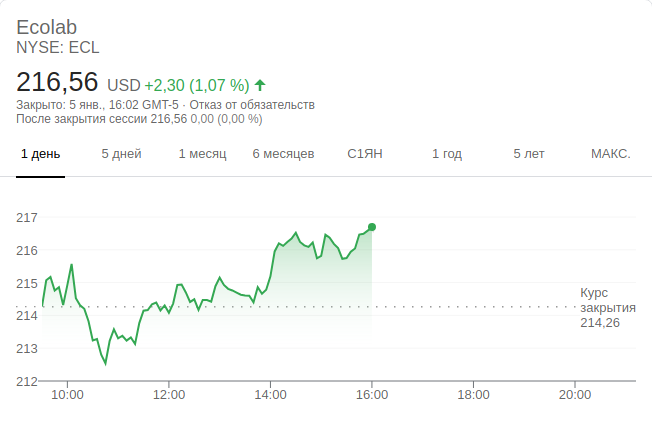 Ecolab
NYSE: ECL
216,56 USD +2,30 (1,07 %)
Закрыто: 5 янв., 16:02 GMT-5 · Отказ от обязательств
После закрытия сессии 216,56 0,00 (0,00 %)
1 день 5 дней 1 месяц 6 месяцев С1ЯН 1 год 5 лет МАКС.
217
216
215
Курс
закрытия
214
214,26
213
212
10:00 12:00 14:00 16:00 18:00 20:00